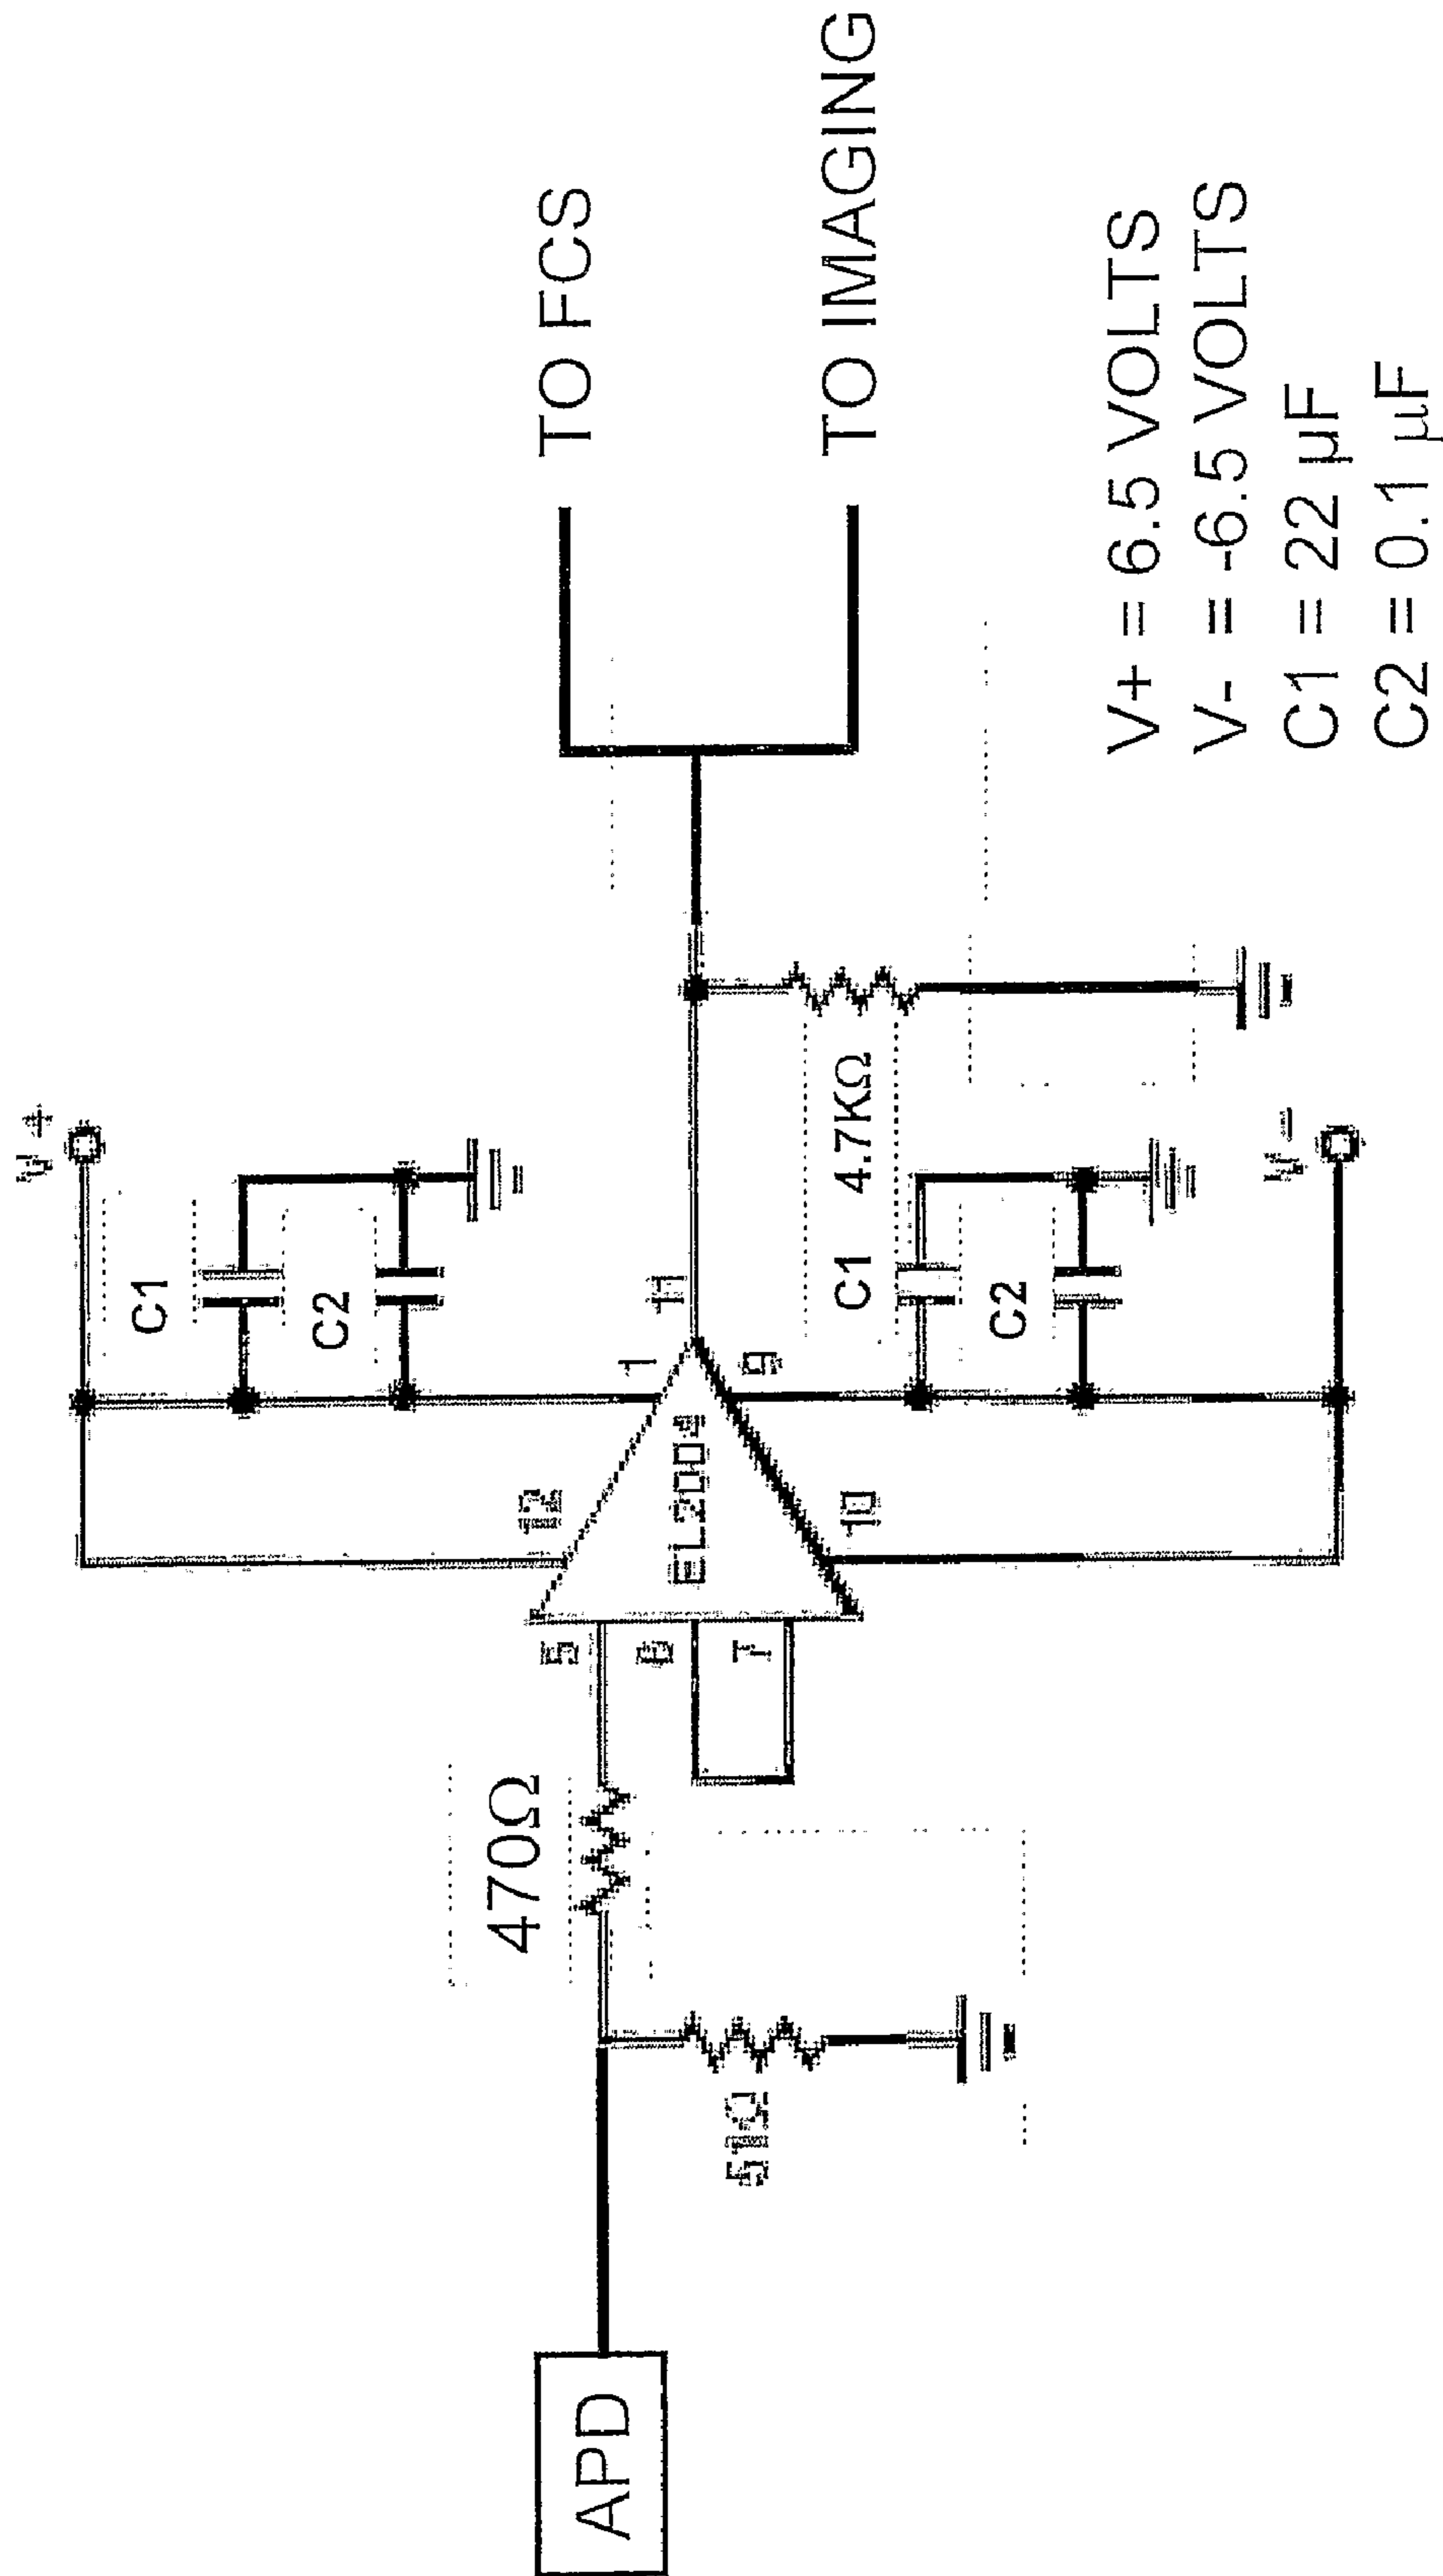 V+
C1
C2
12
1
11
APD
470Ω
51Ω
5
6
7
EL2004
10
9
C1 4.7KΩ
C2
V-
TO FCS
TO IMAGING
V+ = 6.5 VOLTS
V- = -6.5 VOLTS
C1 = 22 µF
C2 = 0.1 µF